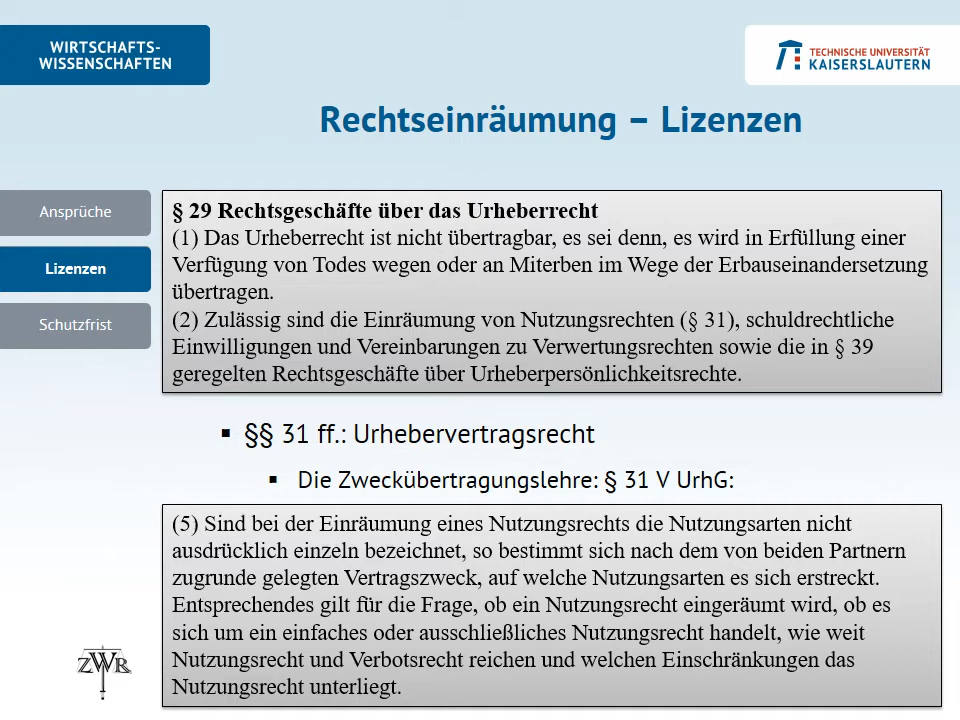 WIRTSCHAFTS-
WISSENSCHAFTEN
TECHNISCHE UNIVERSITÄT
KAISERSLAUTERN
Rechtseinräumung – Lizenzen
Ansprüche
Lizenzen
Schutzfrist
§ 29 Rechtsgeschäfte über das Urheberrecht
(1) Das Urheberrecht ist nicht übertragbar, es sei denn, es wird in Erfüllung einer
Verfügung von Todes wegen oder an Miterben im Wege der Erbauseinandersetzung
übertragen.
(2) Zulässig sind die Einräumung von Nutzungsrechten (§ 31), schuldrechtliche
Einwilligungen und Vereinbarungen zu Verwertungsrechten sowie die in § 39
geregelten Rechtsgeschäfte über Urheberpersönlichkeitsrechte.
▪ §§ 31 ff.: Urhebervertragsrecht
▪ Die Zweckübertragungslehre: § 31 V UrhG:
(5) Sind bei der Einräumung eines Nutzungsrechts die Nutzungsarten nicht
ausdrücklich einzeln bezeichnet, so bestimmt sich nach dem von beiden Partnern
zugrunde gelegten Vertragszweck, auf welche Nutzungsarten es sich erstreckt.
Entsprechendes gilt für die Frage, ob ein Nutzungsrecht eingeräumt wird, ob es
sich um ein einfaches oder ausschließliches Nutzungsrecht handelt, wie weit
Nutzungsrecht und Verbotsrecht reichen und welchen Einschränkungen das
Nutzungsrecht unterliegt.
ZWR